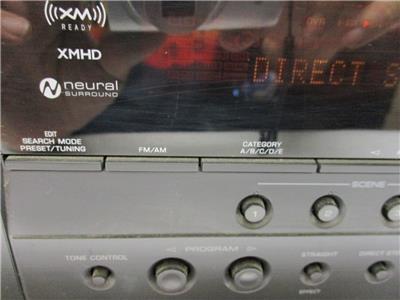 XM
READY
XMHD
neural
SURROUND
DIRECT S
EDIT
SEARCH MODE
PRESET/TUNING
FM/AM
CATEGORY
A/B/C/D/E
SCENE
1
2
3
PROGRAM
TONE CONTROL
STRAIGHT
EFFECT